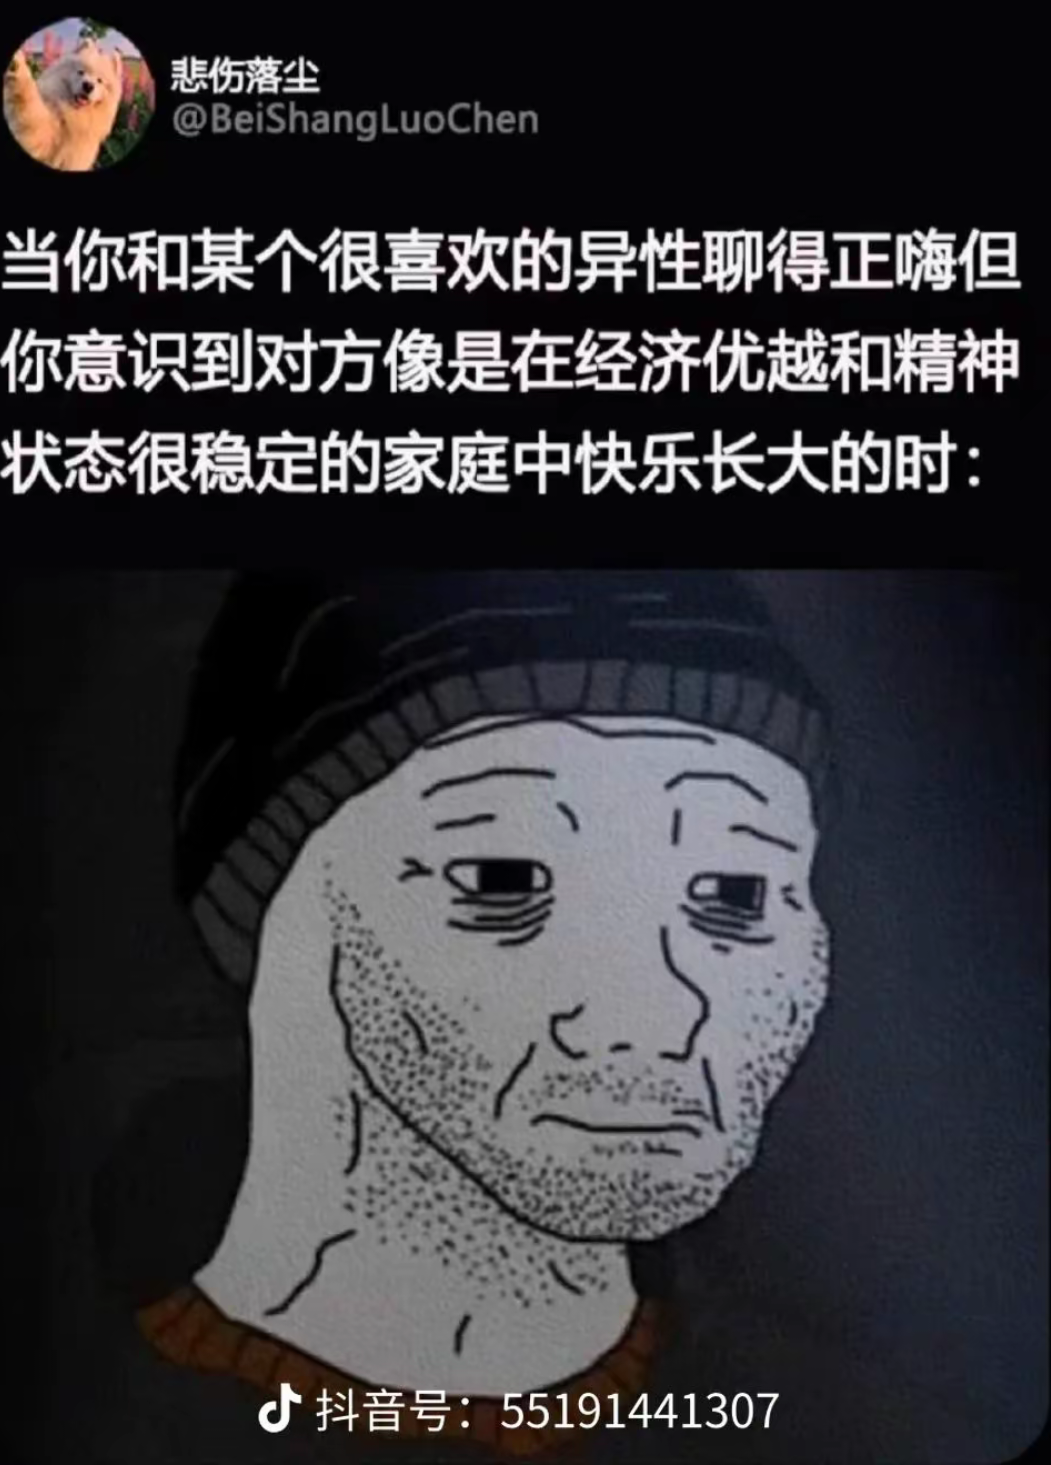 悲伤落尘
@BeiShangLuoChen
当你和某个很喜欢的异性聊得正嗨但
你意识到对方像是在经济优越和精神
状态很稳定的家庭中快乐长大的时：
抖音号：55191441307